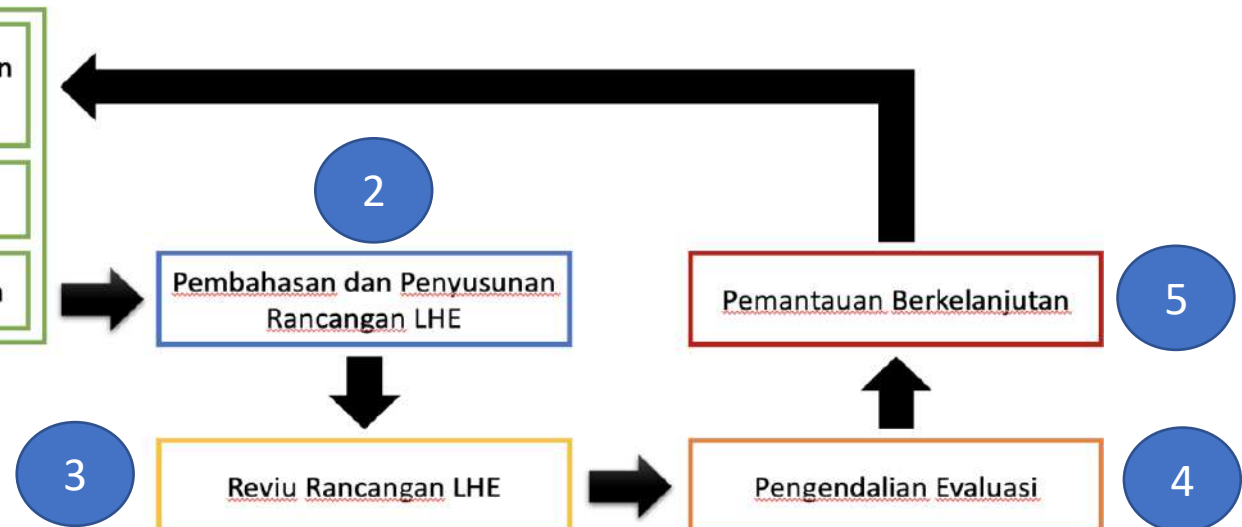 2
Pembahasan dan Penyusunan
Rancangan LHE
Pemantauan Berkelanjutan
5
3
Reviu Rancangan LHE
Pengendalian Evaluasi
4